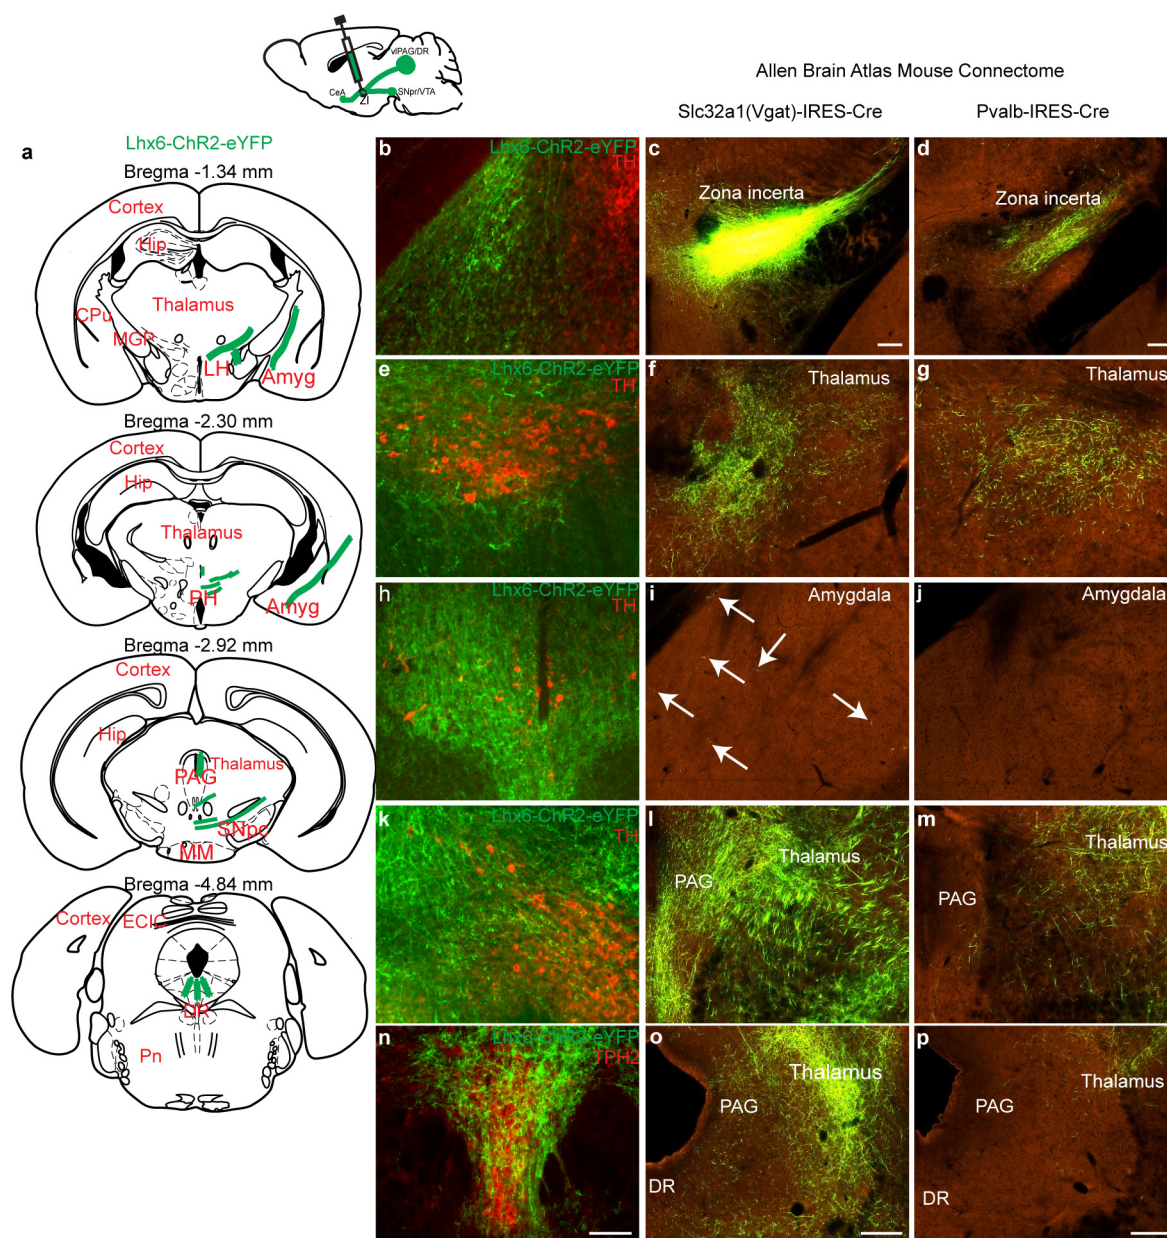 vlPAG/DR
CeA
ZI
SNpr/VTA
Allen Brain Atlas Mouse Connectome
Slc32a1(Vgat)-IRES-Cre
Pvalb-IRES-Cre
a
Lhx6-ChR2-eYFP
Bregma -1.34 mm
Cortex
Hip
Thalamus
CPu
MGP
LH
Amyg
Bregma -2.30 mm
Cortex
Hip
Thalamus
PH
Amyg
Bregma -2.92 mm
Cortex
Hip
PAG
Thalamus
SNpc
MM
Bregma -4.84 mm
Cortex
ECIC
DR
Pn
b
Lhx6-ChR2-eYFP
TH
c
Zona incerta
d
Zona incerta
e
Lhx6-ChR2-eYFP
TH
f
Thalamus
g
Thalamus
h
Lhx6-ChR2-eYFP
TH
i
Amygdala
j
Amygdala
k
Lhx6-ChR2-eYFP
TH
l
Thalamus
PAG
m
Thalamus
PAG
n
Lhx6-ChR2-eYFP
TPH2
o
Thalamus
PAG
DR
p
Thalamus
PAG
DR